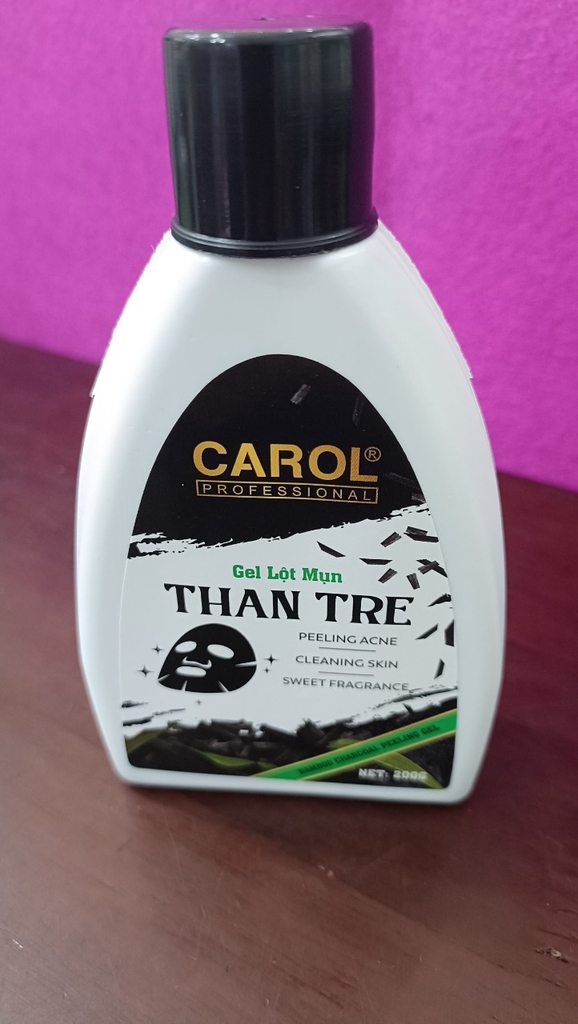 CAROL®
PROFESSIONAL
Gel Lột Mụn
THAN TRE
PEELING ACNE
CLEANING SKIN
SWEET FRAGRANCE
BAMBOO CHARCOAL PEELING GEL
NET: 200G